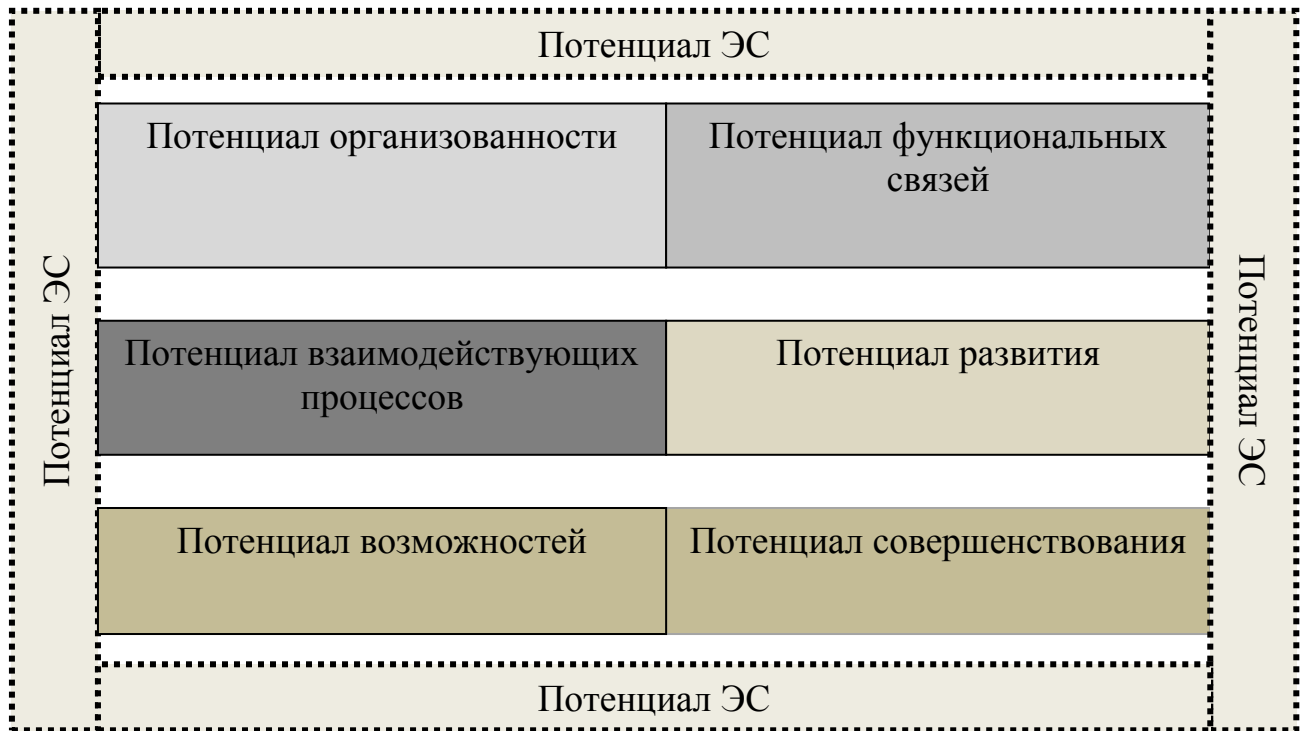 Потенциал ЭС
Потенциал организованности
Потенциал функциональных
связей
Потенциал ЭС
Потенциал ЭС
Потенциал взаимодействующих
процессов
Потенциал развития
Потенциал возможностей
Потенциал совершенствования
Потенциал ЭС